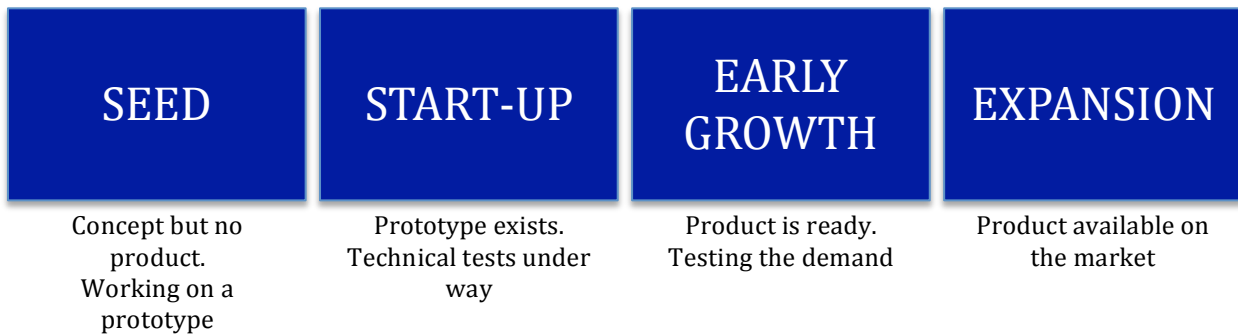 SEED
Concept but no
product.
Working on a
prototype
START-UP
Prototype exists.
Technical tests under
way
EARLY
GROWTH
Product is ready.
Testing the demand
EXPANSION
Product available on
the market